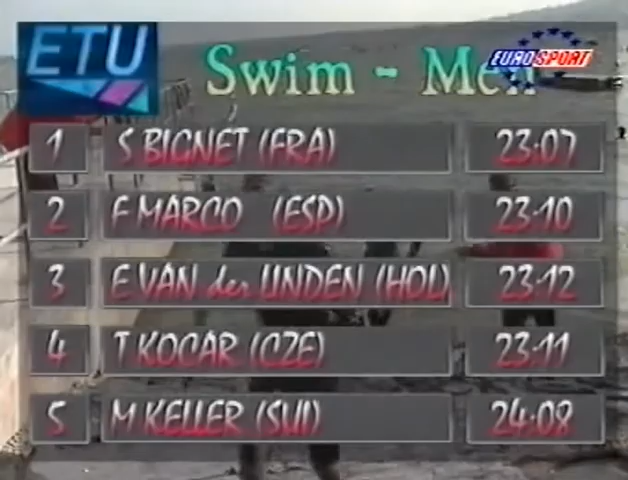 ETU
Swim - Men
EUROSPORT
1 S BIGNET (FRA) 23:07
2 F MARCO (ESP) 23:10
3 E VAN der LINDEN (HOL) 23:12
4 T KOCAR (CZE) 23:11
5 M KELLER (SUI) 24:08